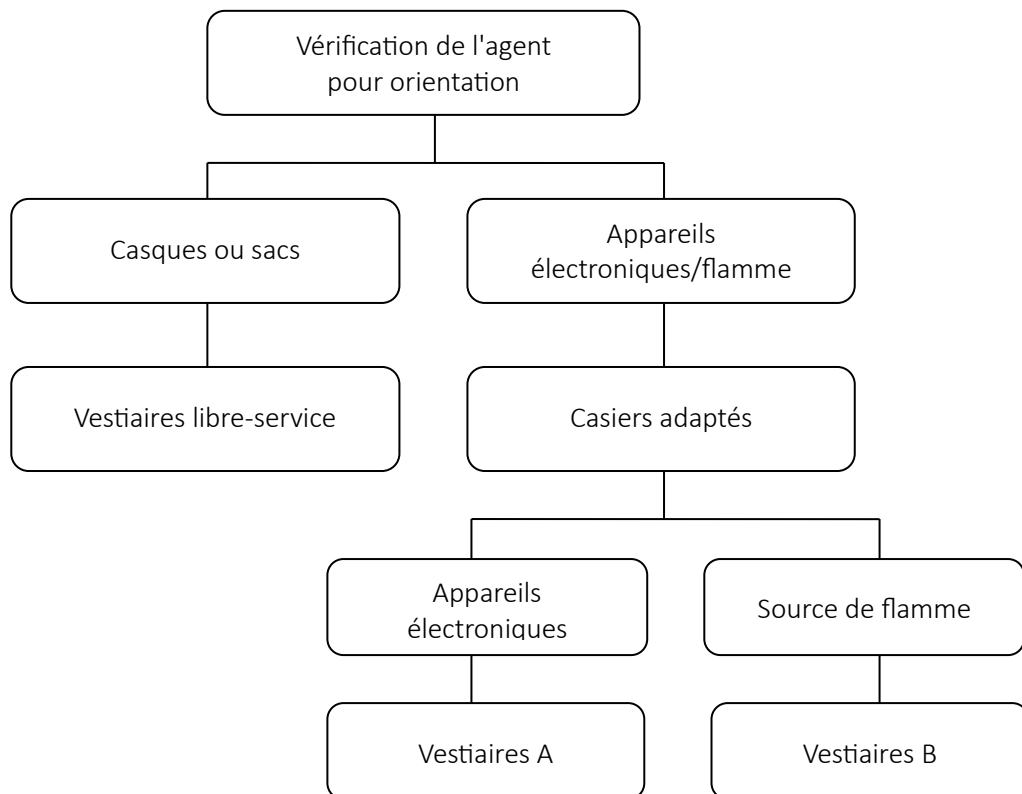 Vérification de l'agent
pour orientation
Casques ou sacs
Appareils
électroniques/flamme
Vestiaires libre-service
Casiers adaptés
Appareils
électroniques
Source de flamme
Vestiaires A
Vestiaires B